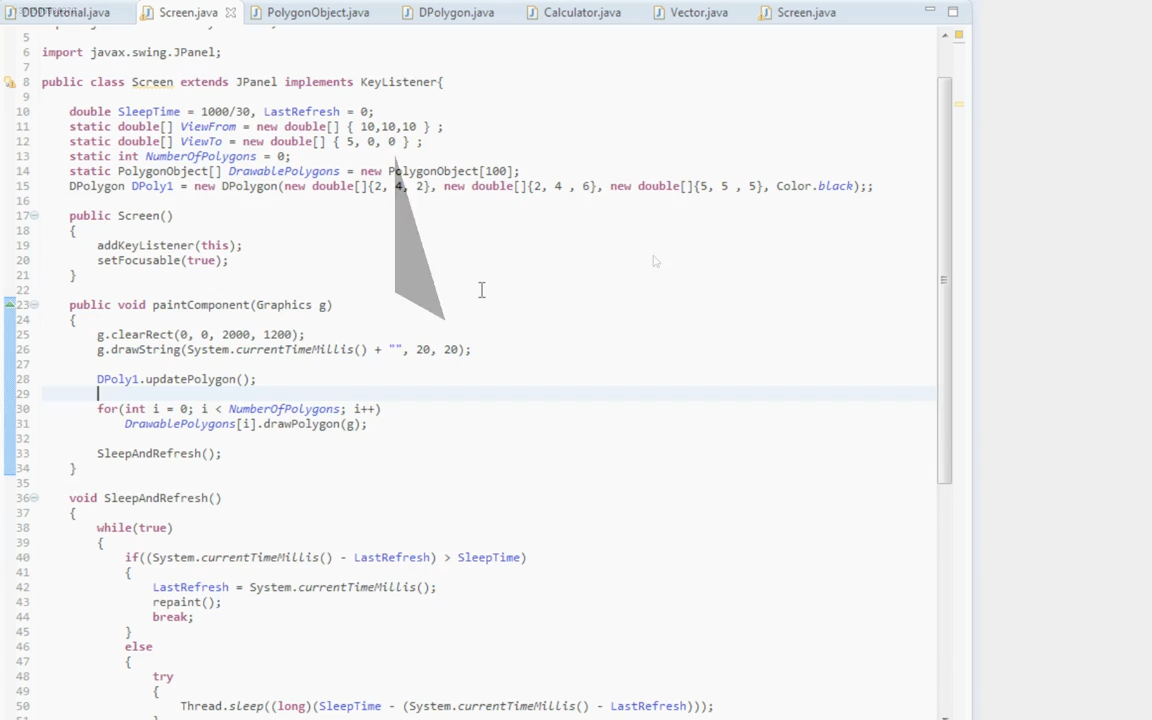 DDDTutorial.java Screen.java PolygonObject.java DPolygon.java Calculator.java Vector.java Screen.java
5
6 import javax.swing.JPanel;
7
8 public class Screen extends JPanel implements KeyListener{
9
10 double SleepTime = 1000/30, LastRefresh = 0;
11 static double[] ViewFrom = new double[] { 10,10,10 } ;
12 static double[] ViewTo = new double[] { 5, 0, 0 } ;
13 static int NumberOfPolygons = 0;
14 static PolygonObject[] DrawablePolygons = new PolygonObject[100];
15 DPolygon DPoly1 = new DPolygon(new double[]{2, 4, 2}, new double[]{2, 4 , 6}, new double[]{5, 5 , 5}, Color.black);;
16
17 public Screen()
18 {
19 addKeyListener(this);
20 setFocusable(true);
21 }
22
23 public void paintComponent(Graphics g)
24 {
25 g.clearRect(0, 0, 2000, 1200);
26 g.drawString(System.currentTimeMillis() + "", 20, 20);
27
28 DPoly1.updatePolygon();
29
30 for(int i = 0; i < NumberOfPolygons; i++)
31 DrawablePolygons[i].drawPolygon(g);
32
33 SleepAndRefresh();
34 }
35
36 void SleepAndRefresh()
37 {
38 while(true)
39 {
40 if((System.currentTimeMillis() - LastRefresh) > SleepTime)
41 {
42 LastRefresh = System.currentTimeMillis();
43 repaint();
44 break;
45 }
46 else
47 {
48 try
49 {
50 Thread.sleep((long)(SleepTime - (System.currentTimeMillis() - LastRefresh)));